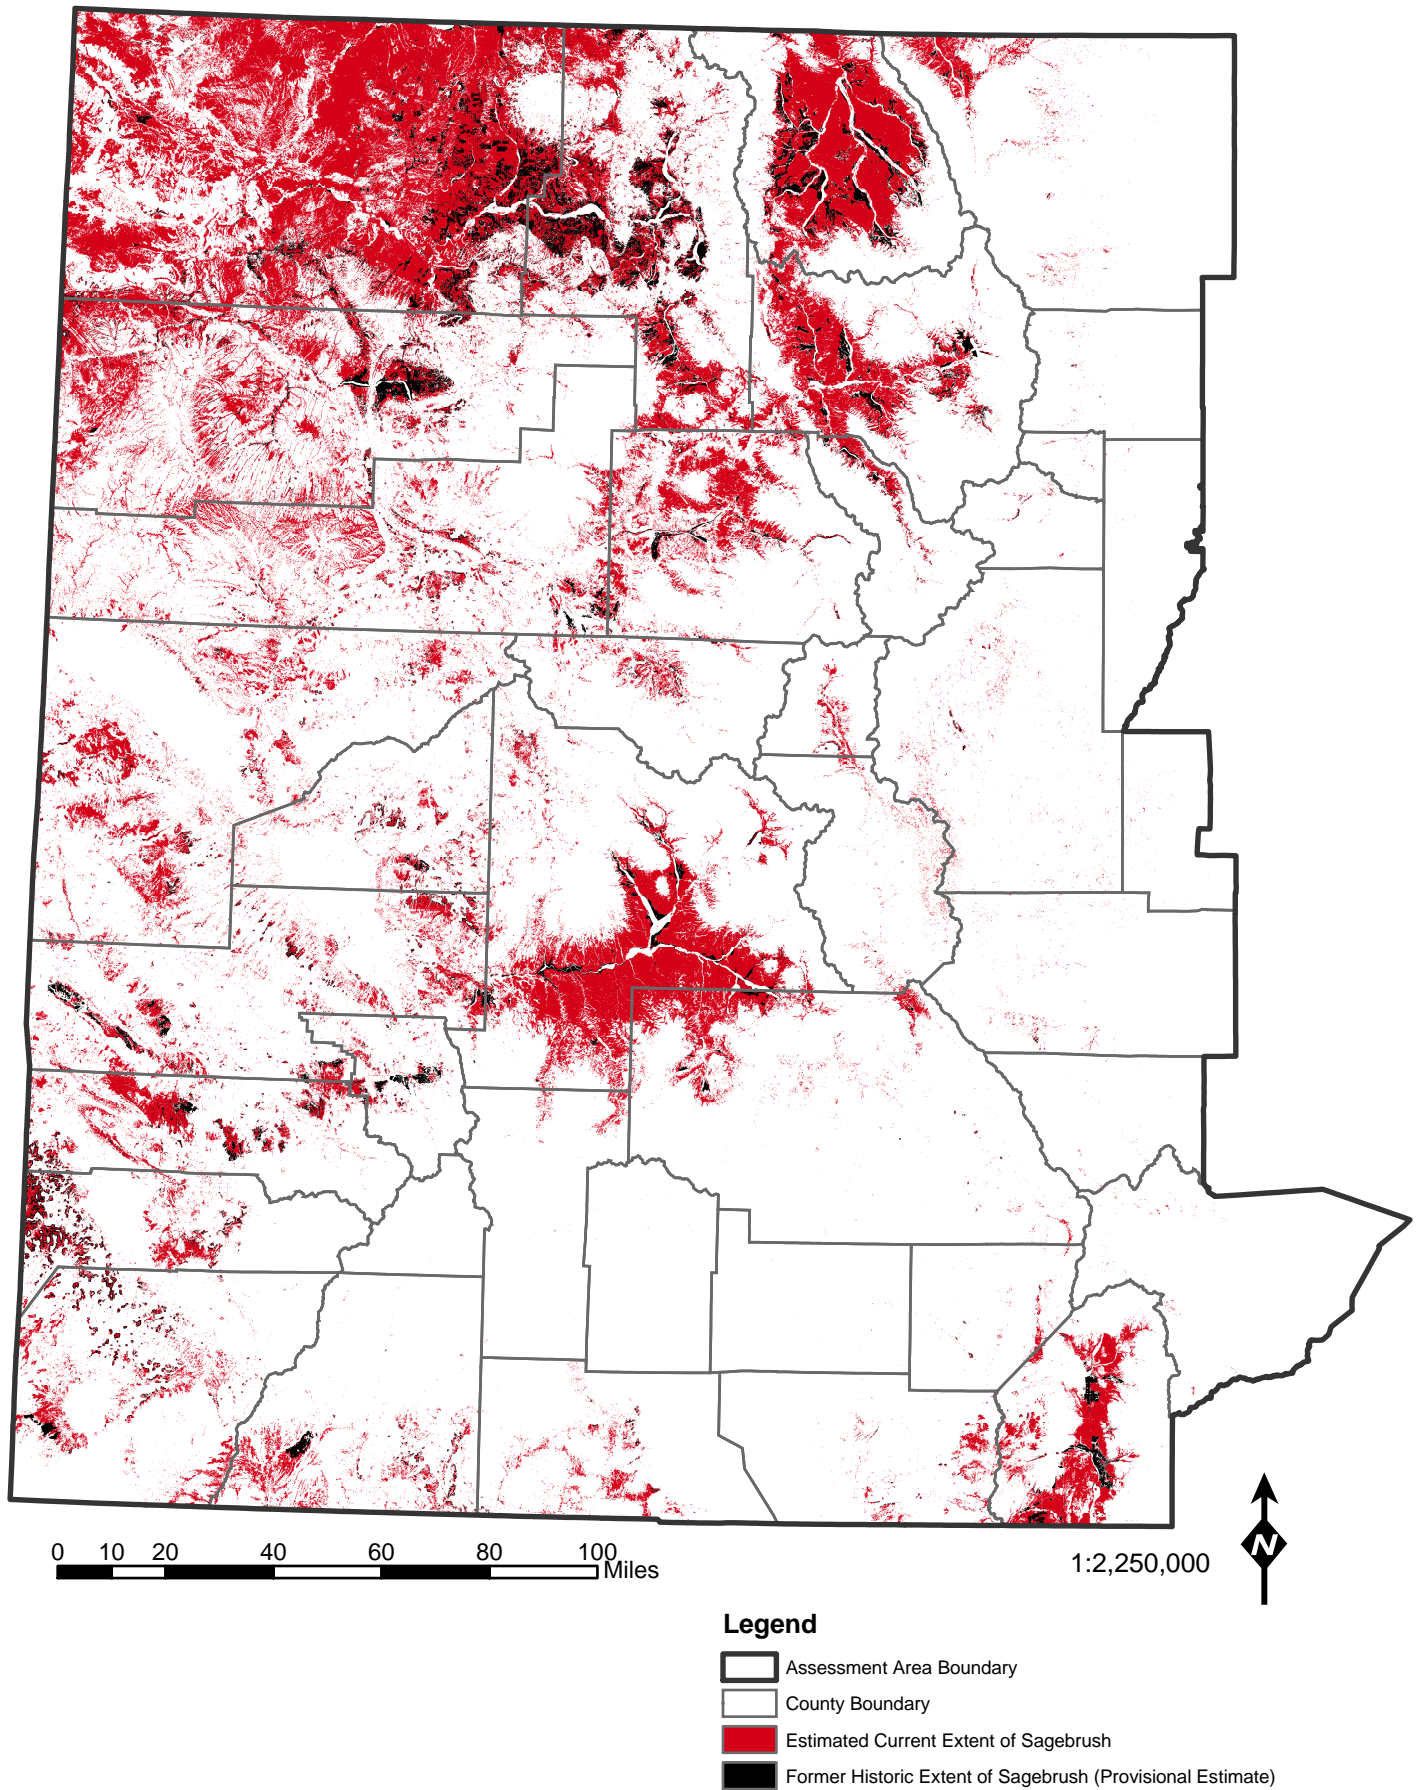 0 10 20 40 60 80 100
Miles
1:2,250,000
N
Legend
Assessment Area Boundary
County Boundary
Estimated Current Extent of Sagebrush
Former Historic Extent of Sagebrush (Provisional Estimate)